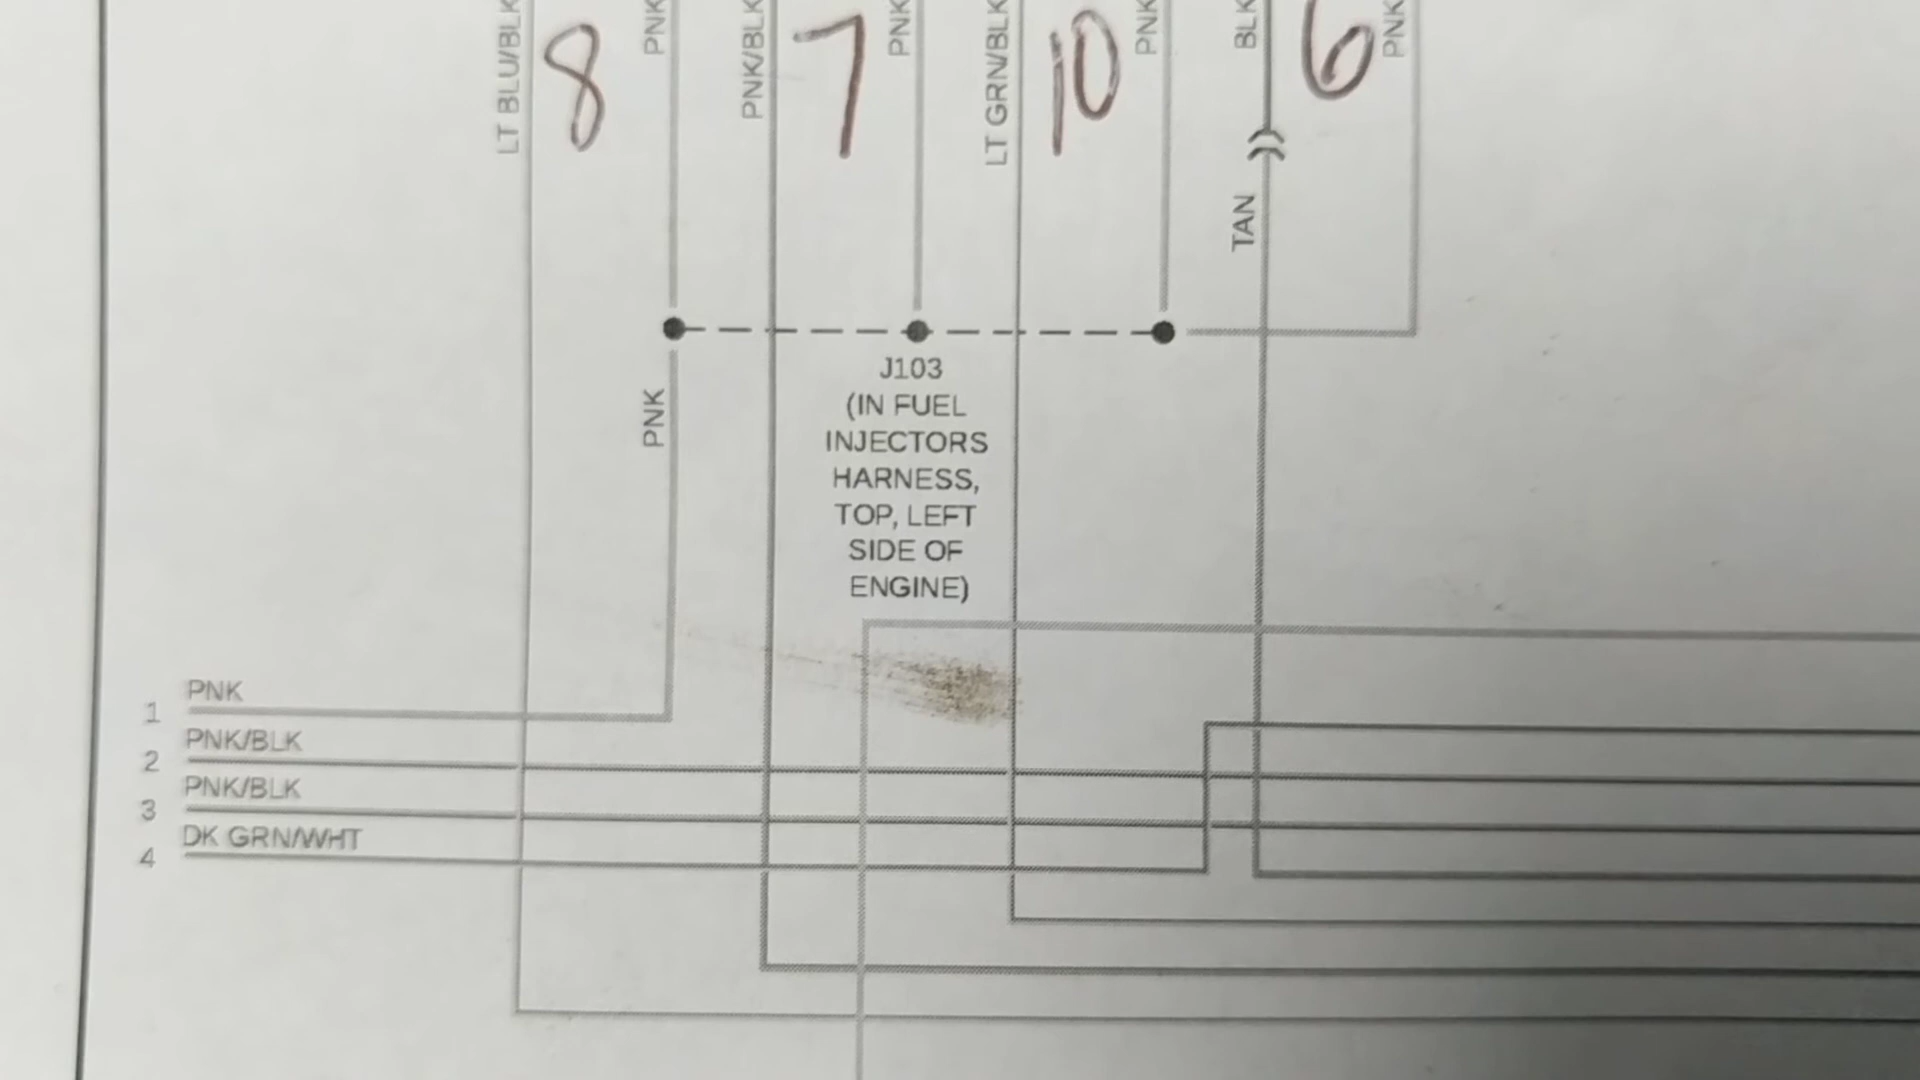 LT BLU/BLK
8
PNK
PNK/BLK
7
PNK
LT GRN/BLK
10
PNK
BLK
6
PNK
TAN
J103
(IN FUEL
INJECTORS
HARNESS,
TOP, LEFT
SIDE OF
ENGINE)
PNK
1 PNK
2 PNK/BLK
3 PNK/BLK
4 DK GRN/WHT